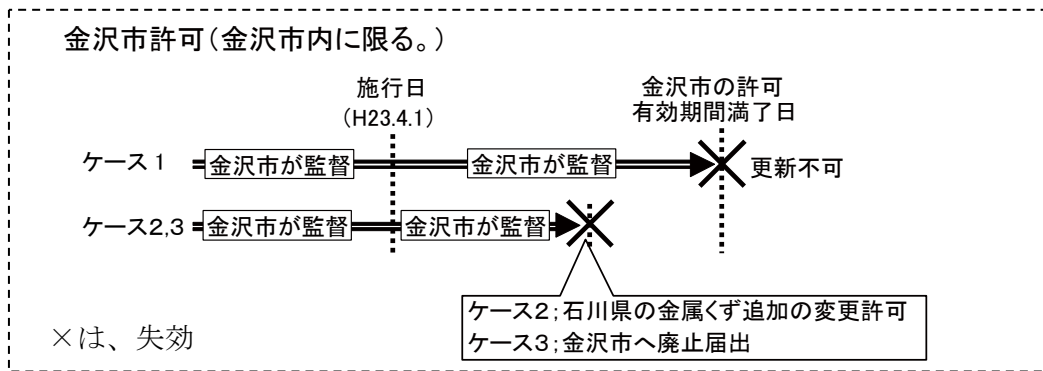 金沢市許可(金沢市内に限る。)
施行日
(H23.4.1)
金沢市の許可
有効期間満了日
ケース1
金沢市が監督
金沢市が監督
更新不可
ケース2,3
金沢市が監督
金沢市が監督
ケース2;石川県の金属くず追加の変更許可
ケース3;金沢市へ廃止届出
×は、失効